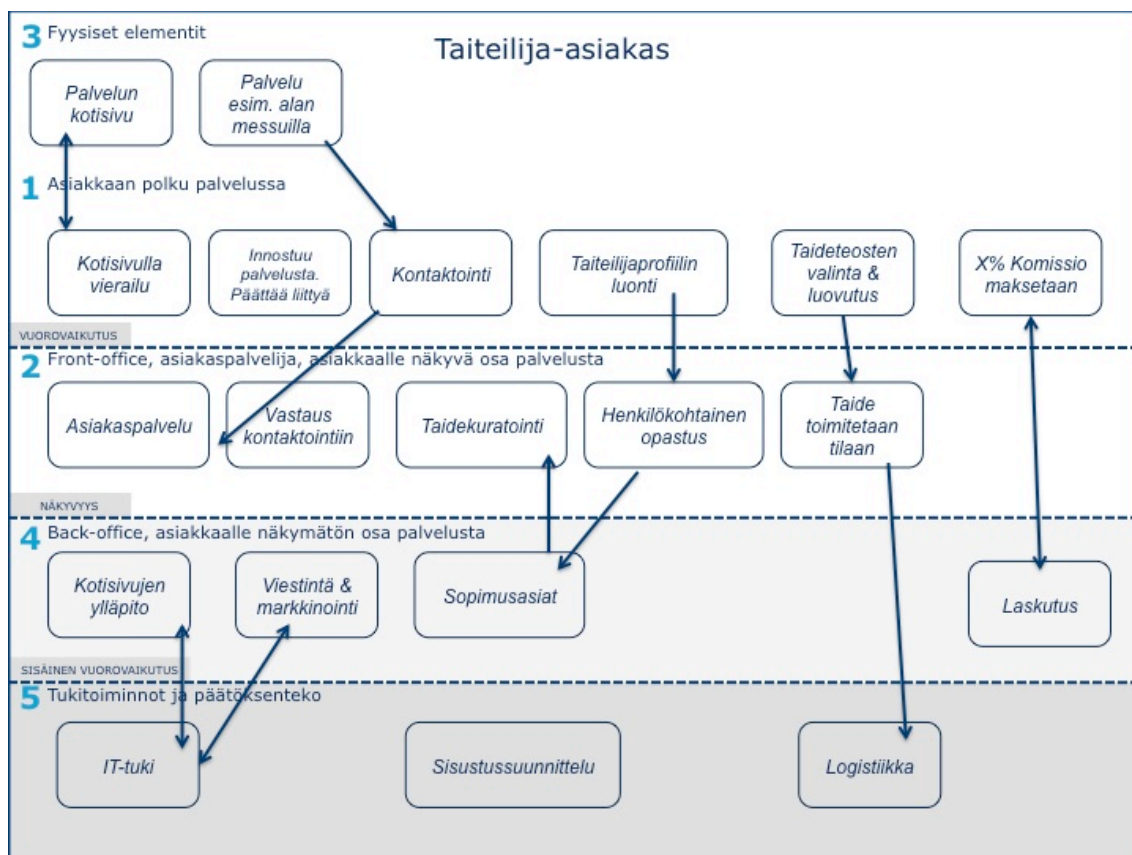 3 Fyysiset elementit
Taiteilija-asiakas
Palvelun
kotisivu
Palvelu
esim. alan
messuilla
1 Asiakkaan polku palvelussa
Kotisivulla
vierailu
Innostuu
palvelusta.
Päättää liittyä
Kontaktointi
Taiteilijaprofiilin
luonti
Taideteosten
valinta &
luovutus
X% Komissio
maksetaan
VUOROVAIKUTUS
2 Front-office, asiakaspalvelija, asiakkaalle näkyvä osa palvelusta
Asiakaspalvelu
Vastaus
kontaktointiin
Taidekuratointi
Henkilökohtainen
opastus
Taide
toimitetaan
tilaan
NÄKYVYYS
4 Back-office, asiakkaalle näkymätön osa palvelusta
Kotisivujen
ylläpito
Viestintä &
markkinointi
Sopimusasiat
Laskutus
SISÄINEN VUOROVAIKUTUS
5 Tukitoiminnot ja päätöksenteko
IT-tuki
Sisustussuunnittelu
Logistiikka